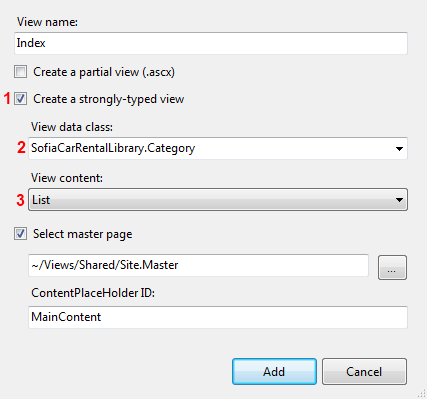 View name:
Index
Create a partial view (.ascx)
1 Create a strongly-typed view
View data class:
2 SofiaCarRentalLibrary.Category
View content:
3 List
Select master page
~/Views/Shared/Site.Master
...
ContentPlaceHolder ID:
MainContent
Add Cancel